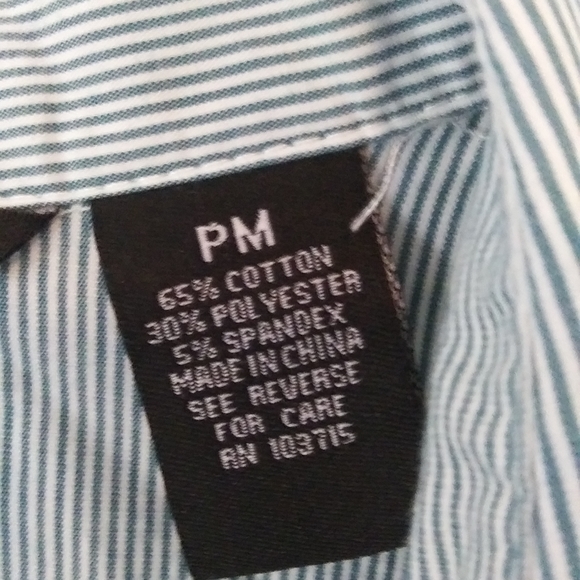 PM
65% COTTON
30% POLYESTER
5% SPANDEX
MADE IN CHINA
SEE REVERSE
FOR CARE
RN 103715